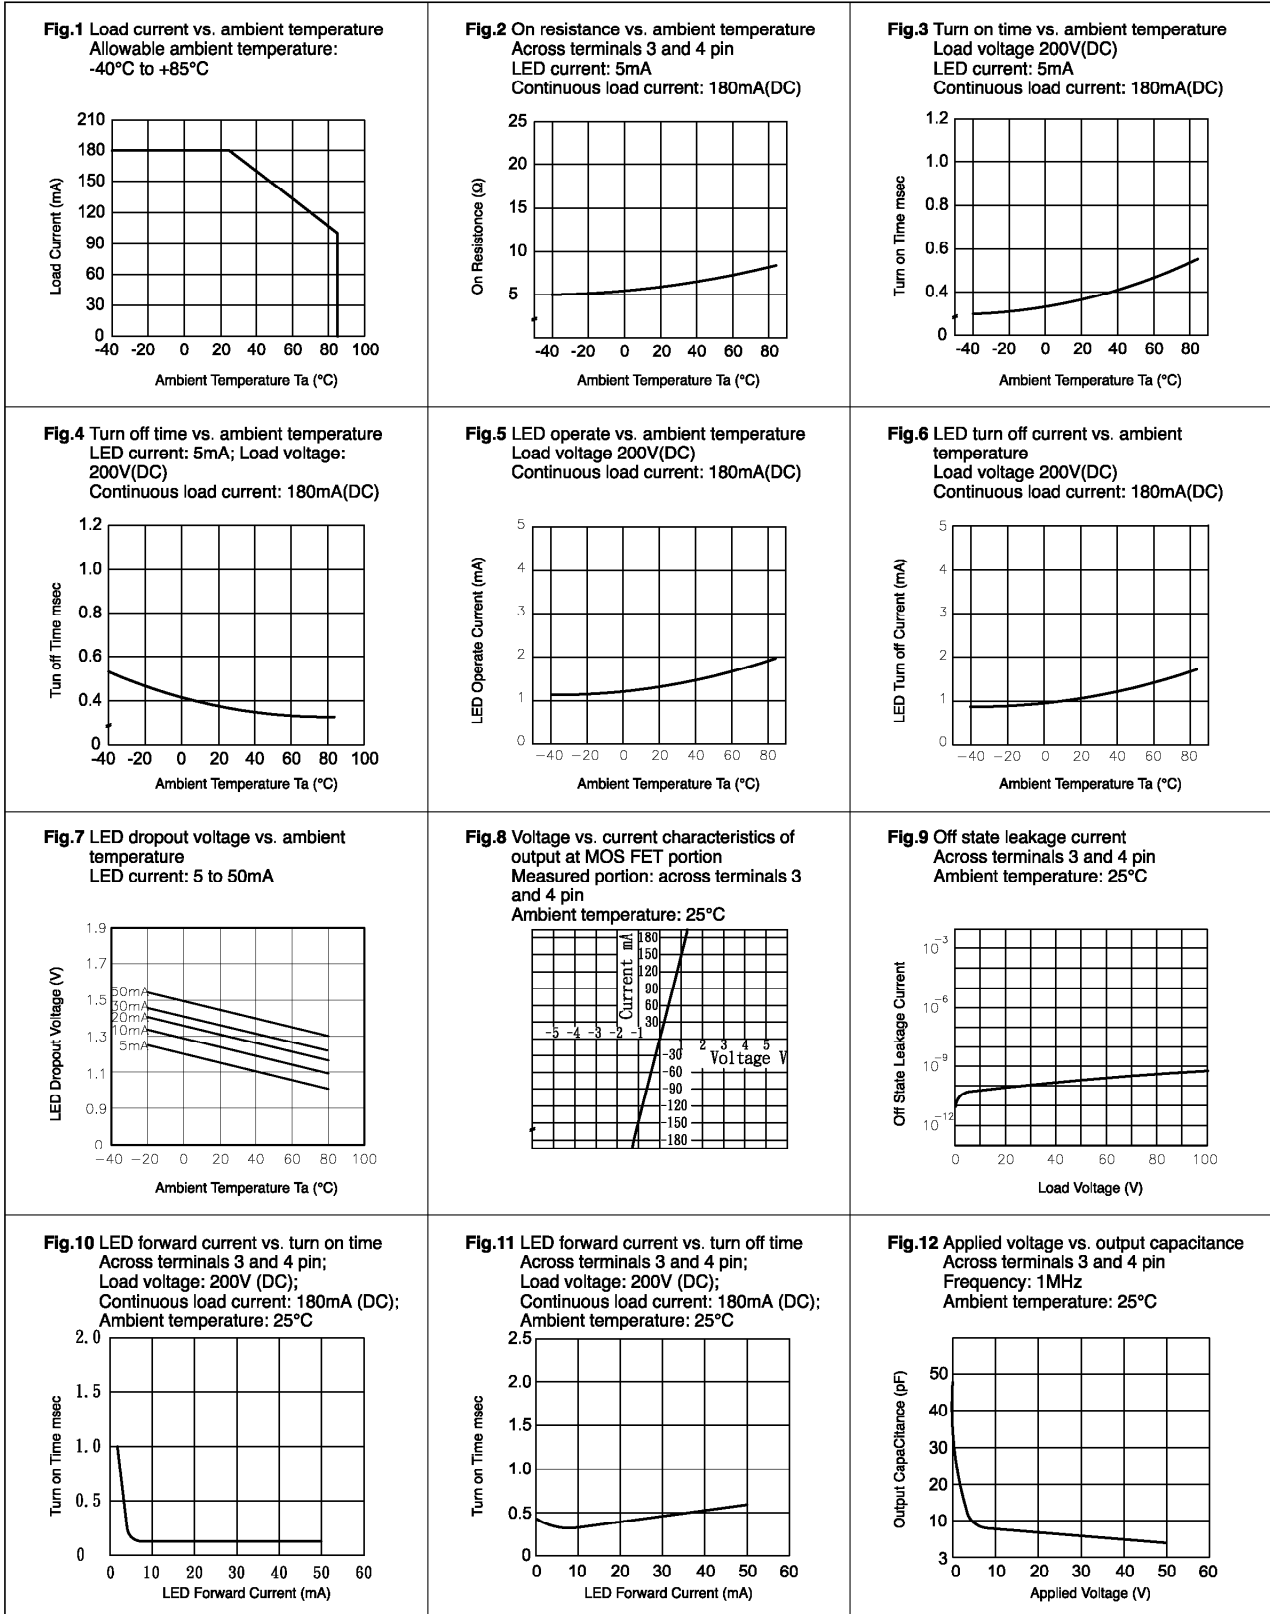 Fig.1 Load current vs. ambient temperature
Allowable ambient temperature:
-40°C to +85°C
210
180
150
120
90
60
30
0
Load Current (mA)
-40 -20 0 20 40 60 80 100
Ambient Temperature Ta (°C)
Fig.2 On resistance vs. ambient temperature
Across terminals 3 and 4 pin
LED current: 5mA
Continuous load current: 180mA(DC)
25
20
15
10
5
On Resistonce (Ω)
-40 -20 0 20 40 60 80
Ambient Temperature Ta (°C)
Fig.3 Turn on time vs. ambient temperature
Load voltage 200V(DC)
LED current: 5mA
Continuous load current: 180mA(DC)
1.2
1.0
0.8
0.6
0.4
0
Turn on Time msec
-40 -20 0 20 40 60 80
Ambient Temperature Ta (°C)
Fig.4 Turn off time vs. ambient temperature
LED current: 5mA; Load voltage:
200V(DC)
Continuous load current: 180mA(DC)
1.2
1.0
0.8
0.6
0.4
0
Tun off Time msec
-40 -20 0 20 40 60 80 100
Ambient Temperature Ta (°C)
Fig.5 LED operate vs. ambient temperature
Load voltage 200V(DC)
Continuous load current: 180mA(DC)
5
4
3
2
1
0
LED Operate Current (mA)
-40 -20 0 20 40 60 80
Ambient Temperature Ta (°C)
Fig.6 LED turn off current vs. ambient
temperature
Load voltage 200V(DC)
Continuous load current: 180mA(DC)
5
4
3
2
1
0
LED Turn off Current (mA)
-40 -20 0 20 40 60 80
Ambient Temperature Ta (°C)
Fig.7 LED dropout voltage vs. ambient
temperature
LED current: 5 to 50mA
1.9
1.7
1.5
1.3
1.1
0.9
0
LED Dropout Voltage (V)
50mA
30mA
20mA
10mA
5mA
-40 -20 0 20 40 60 80 100
Ambient Temperature Ta (°C)
Fig.8 Voltage vs. current characteristics of
output at MOS FET portion
Measured portion: across terminals 3
and 4 pin
Ambient temperature: 25°C
Current mA
180
150
120
90
60
30
-5 -4 -3 -2 -1
1 2 3 4 5
Voltage V
-30
-60
-90
-120
-150
-180
Fig.9 Off state leakage current
Across terminals 3 and 4 pin
Ambient temperature: 25°C
10⁻³
10⁻⁶
10⁻⁹
10⁻¹²
Off State Leakage Current
0 20 40 60 80 100
Load Voltage (V)
Fig.10 LED forward current vs. turn on time
Across terminals 3 and 4 pin;
Load voltage: 200V (DC);
Continuous load current: 180mA (DC);
Ambient temperature: 25°C
2.0
1.5
1.0
0.5
0
Turn on Time msec
0 10 20 30 40 50 60
LED Forward Current (mA)
Fig.11 LED forward current vs. turn off time
Across terminals 3 and 4 pin;
Load voltage: 200V (DC);
Continuous load current: 180mA (DC);
Ambient temperature: 25°C
2.5
2.0
1.5
1.0
0.5
0
Turn on Time msec
0 10 20 30 40 50 60
LED Forward Current (mA)
Fig.12 Applied voltage vs. output capacitance
Across terminals 3 and 4 pin
Frequency: 1MHz
Ambient temperature: 25°C
50
40
30
20
10
3
Output CapaCitance (pF)
0 10 20 30 40 50 60
Applied Voltage (V)